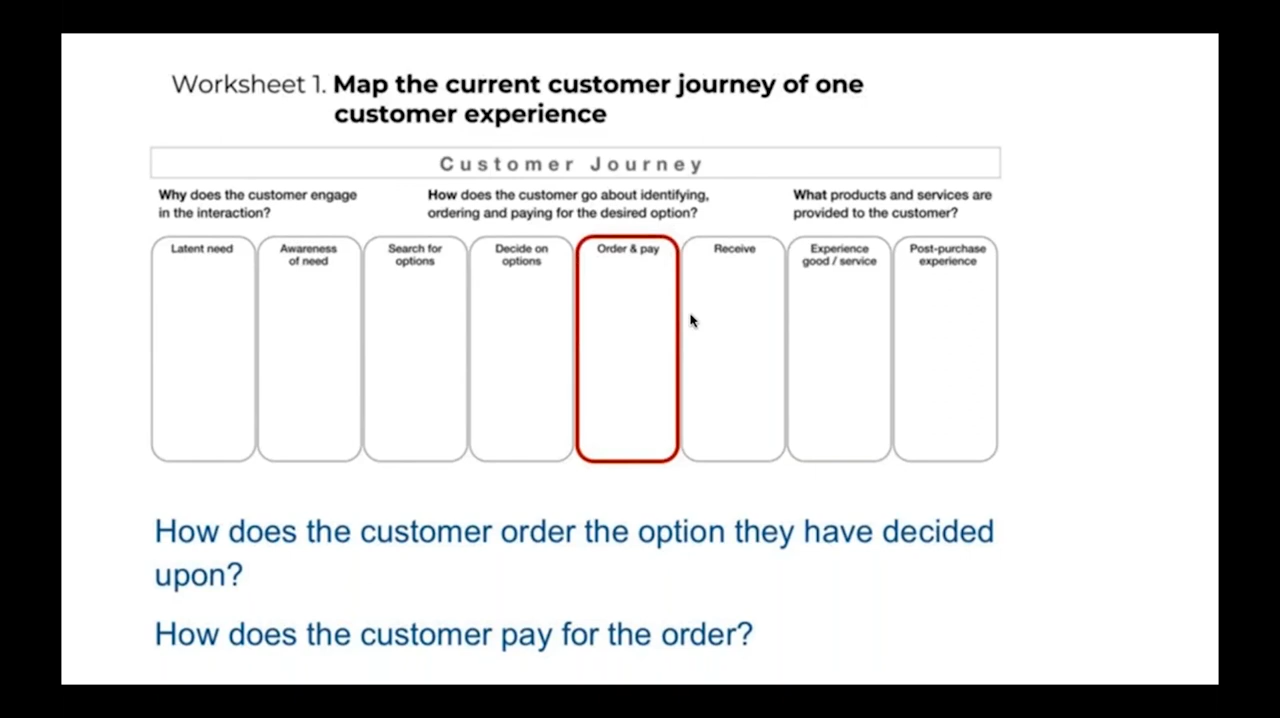 Worksheet 1. Map the current customer journey of one
customer experience
Customer Journey
Why does the customer engage
in the interaction?
How does the customer go about identifying,
ordering and paying for the desired option?
What products and services are
provided to the customer?
Latent need
Awareness
of need
Search for
options
Decide on
options
Order & pay
Receive
Experience
good / service
Post-purchase
experience
How does the customer order the option they have decided
upon?
How does the customer pay for the order?